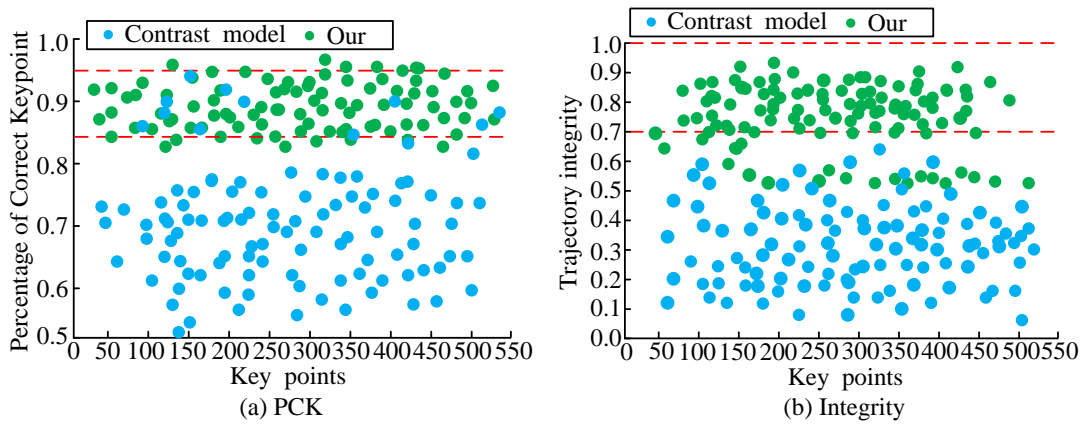 Contrast model Our
Percentage of Correct Keypoint
1.0
0.9
0.8
0.7
0.6
0.5
0 50 100 150 200 250 300 350 400 450 500 550
Key points
(a) PCK
Contrast model Our
Trajectory integrity
1.0
0.9
0.8
0.7
0.6
0.5
0.4
0.3
0.2
0.1
0.0
0 50 100 150 200 250 300 350 400 450 500 550
Key points
(b) Integrity